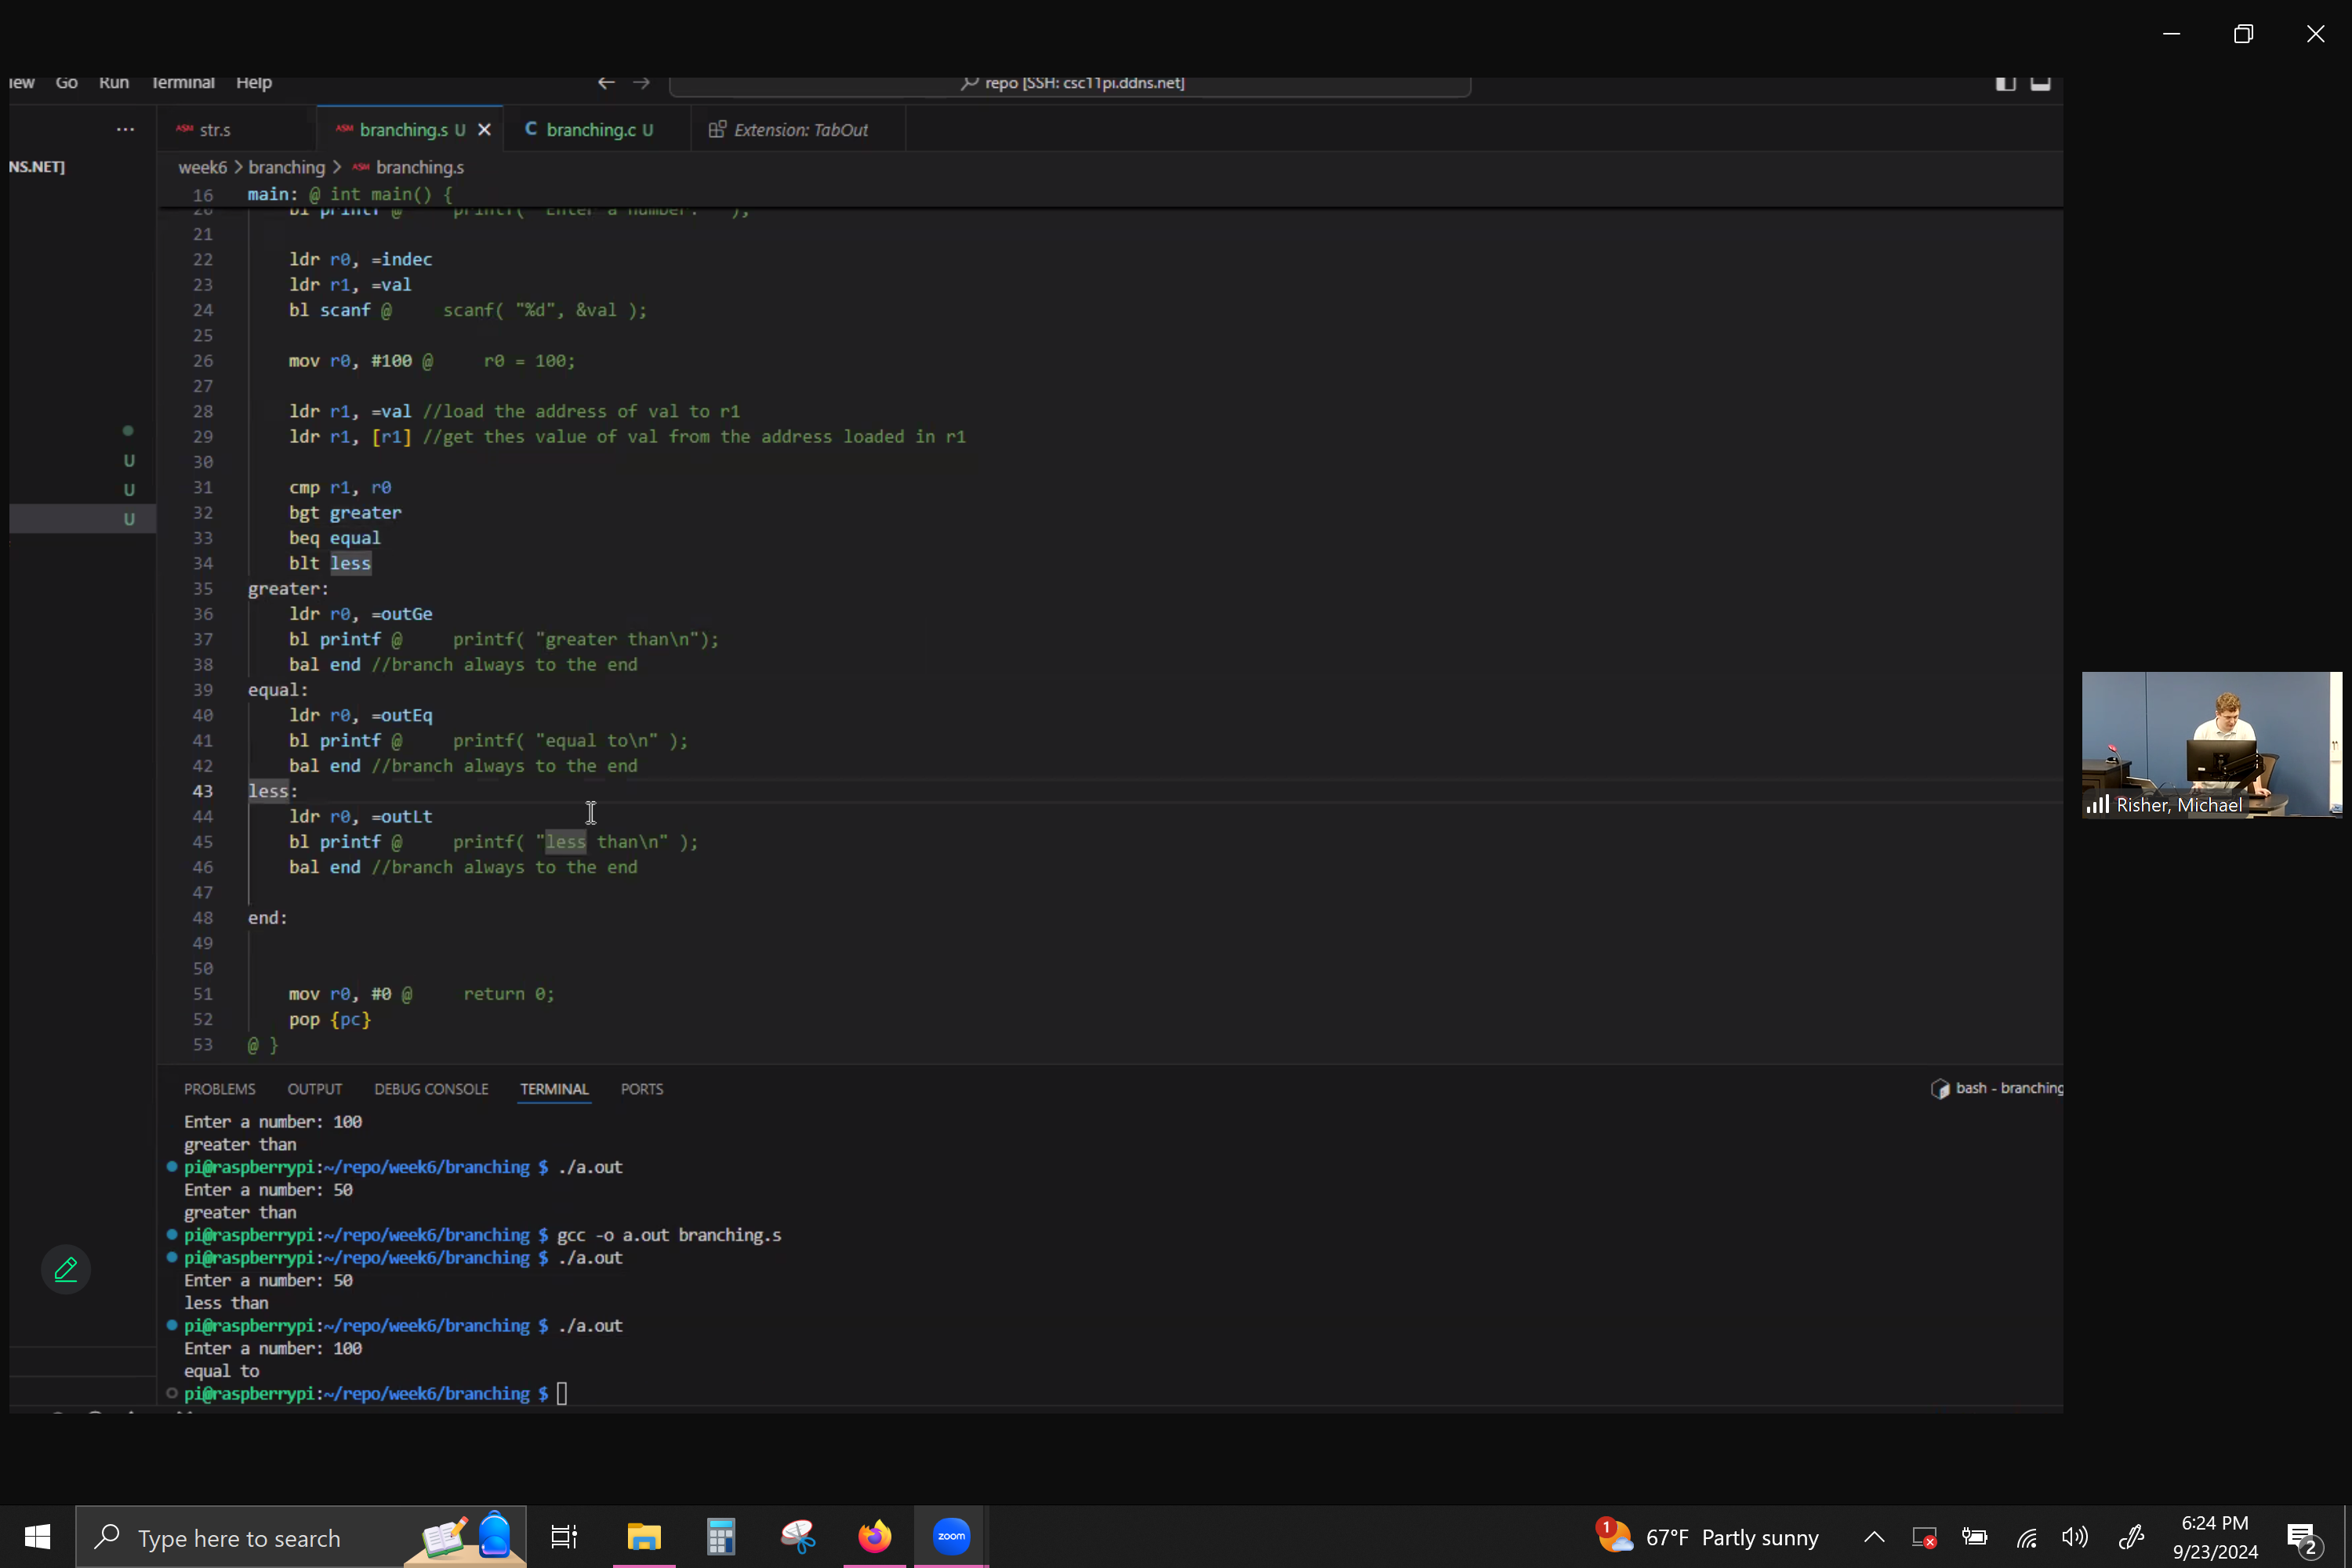 iew Go Run Terminal Help
repo [SSH: csc11pi.ddns.net]
ASM str.s
ASM branching.s U
C branching.c U
Extension: TabOut
NS.NET]
week6 > branching > ASM branching.s
16 main: @ int main() {
20 bl printf @ printf( "Enter a number: " );
21
22 ldr r0, =indec
23 ldr r1, =val
24 bl scanf @ scanf( "%d", &val );
25
26 mov r0, #100 @ r0 = 100;
27
28 ldr r1, =val //load the address of val to r1
29 ldr r1, [r1] //get thes value of val from the address loaded in r1
30
31 cmp r1, r0
32 bgt greater
33 beq equal
34 blt less
35 greater:
36 ldr r0, =outGe
37 bl printf @ printf( "greater than\n");
38 bal end //branch always to the end
39 equal:
40 ldr r0, =outEq
41 bl printf @ printf( "equal to\n" );
42 bal end //branch always to the end
43 less:
44 ldr r0, =outLt
45 bl printf @ printf( "less than\n" );
46 bal end //branch always to the end
47
48 end:
49
50
51 mov r0, #0 @ return 0;
52 pop {pc}
53 @ }
U
U
U
PROBLEMS OUTPUT DEBUG CONSOLE TERMINAL PORTS
bash - branching
Enter a number: 100
greater than
pi@raspberrypi:~/repo/week6/branching $ ./a.out
Enter a number: 50
greater than
pi@raspberrypi:~/repo/week6/branching $ gcc -o a.out branching.s
pi@raspberrypi:~/repo/week6/branching $ ./a.out
Enter a number: 50
less than
pi@raspberrypi:~/repo/week6/branching $ ./a.out
Enter a number: 100
equal to
pi@raspberrypi:~/repo/week6/branching $
Risher, Michael
Type here to search
zoom
1
67°F Partly sunny
6:24 PM
9/23/2024
2